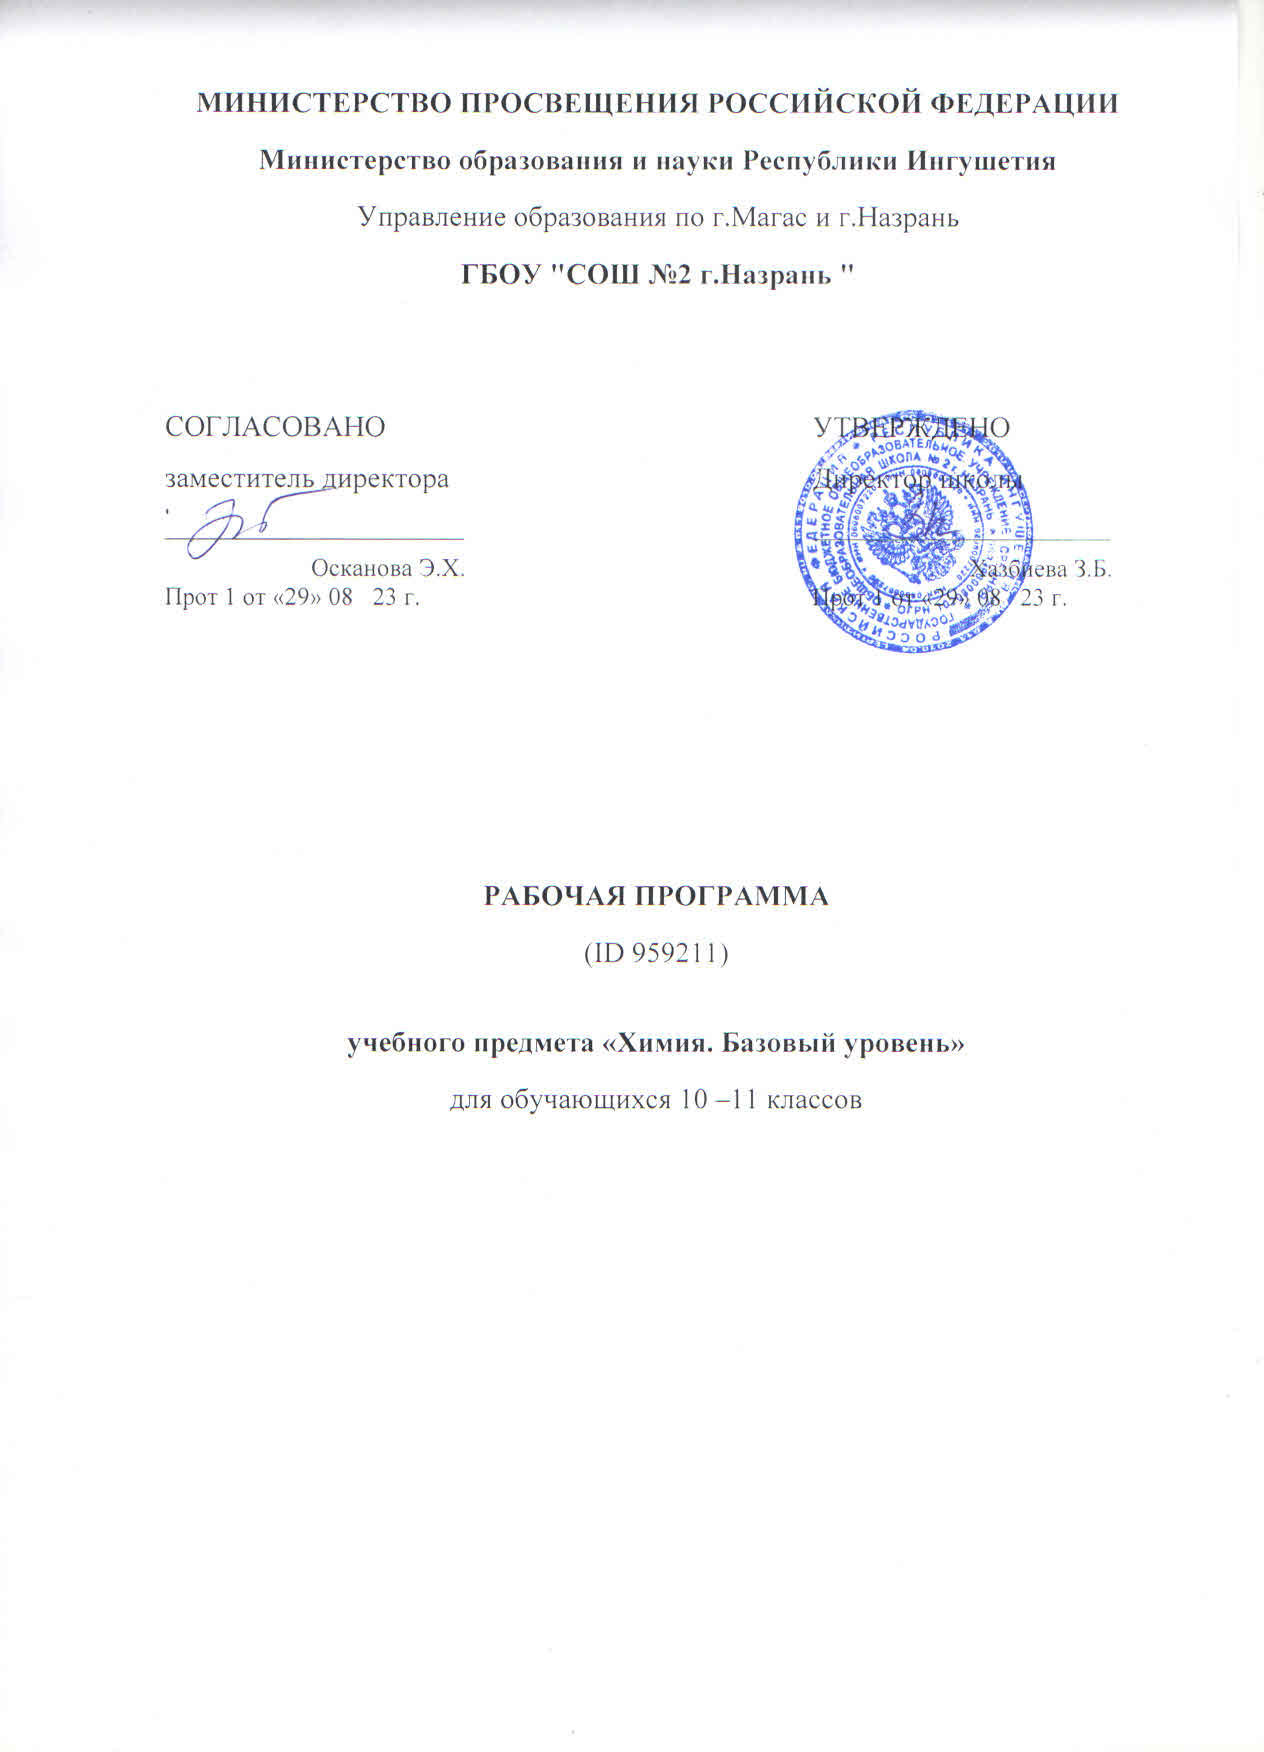 МИНИСТЕРСТВО ПРОСВЕЩЕНИЯ РОССИЙСКОЙ ФЕДЕРАЦИИ
Министерство образования и науки Республики Ингушетия
Управление образования по г.Магас и г.Назрань
ГБОУ "СОШ №2 г.Назрань "
СОГЛАСОВАНО
заместитель директора
Осканова Э.Х.
Прот 1 от «29» 08 23 г.
УТВЕРЖДЕНО
Директор школы
Хазбиева З.Б.
Прот 1 от «29» 08 23 г.
РАБОЧАЯ ПРОГРАММА
(ID 959211)
учебного предмета «Химия. Базовый уровень»
для обучающихся 10 –11 классов